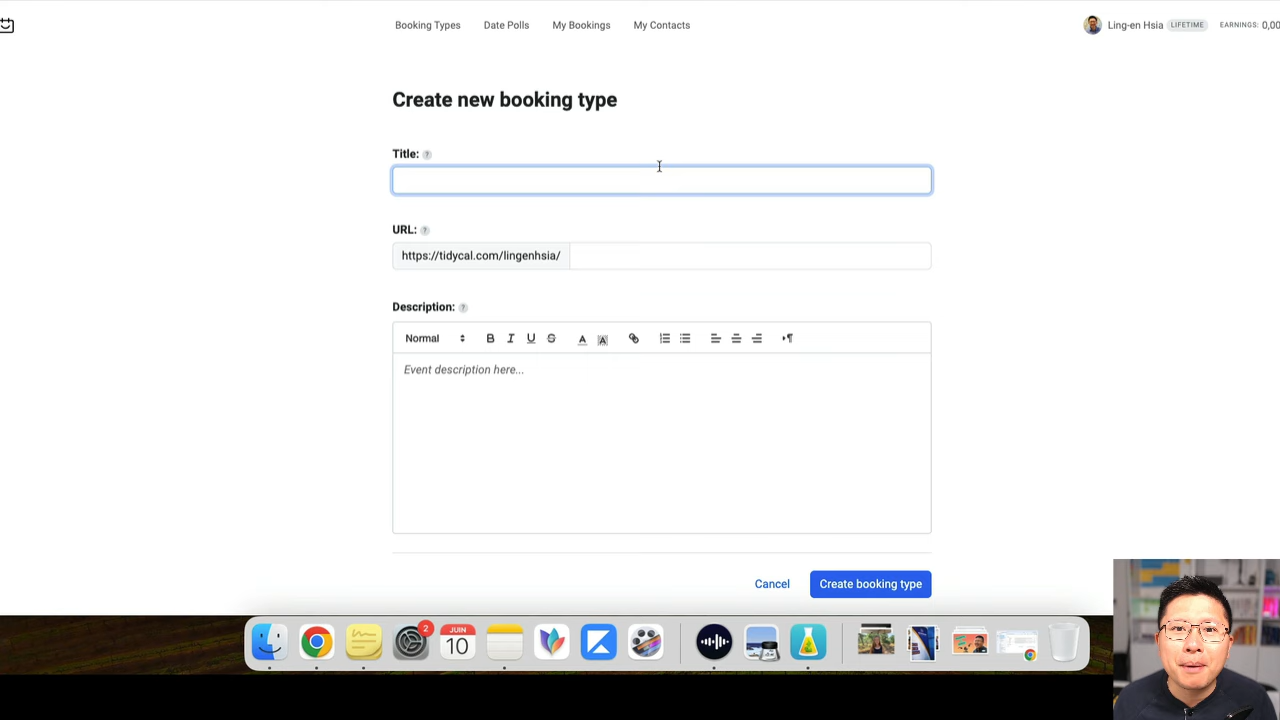 Booking Types Date Polls My Bookings My Contacts Ling-en Hsia LIFETIME EARNINGS: 0,00
Create new booking type
Title: ?
URL: ?
https://tidycal.com/lingenhsia/
Description: ?
Normal B I U S A A
Event description here...
Cancel Create booking type
2
JUIN
10